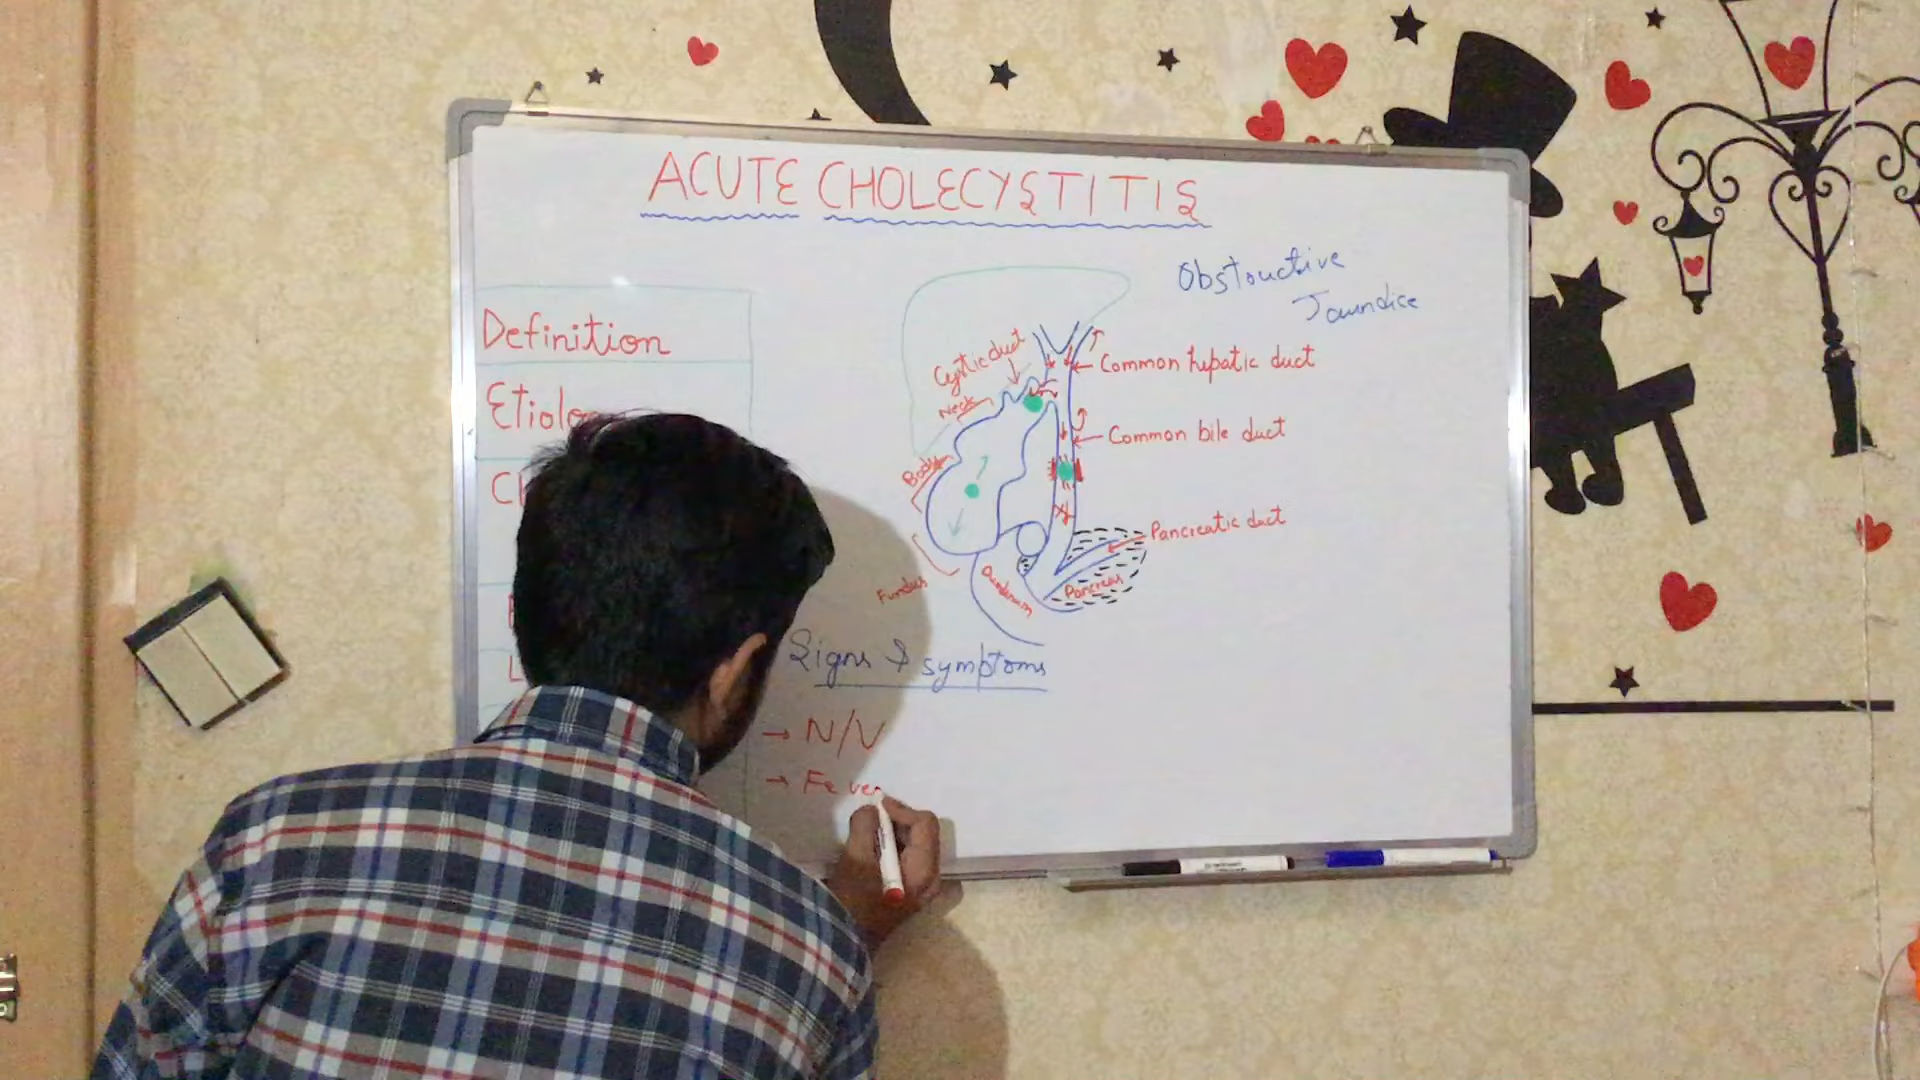 ACUTE CHOLECYSTITIS
Obstouctive
Jaundice
Definition
Cystic duct
Common hepatic duct
Neck
Common bile duct
Body
Pancreatic duct
Fundus
Duodenum
Pancreas
Signs & symptoms
→ N/V
→ Fever